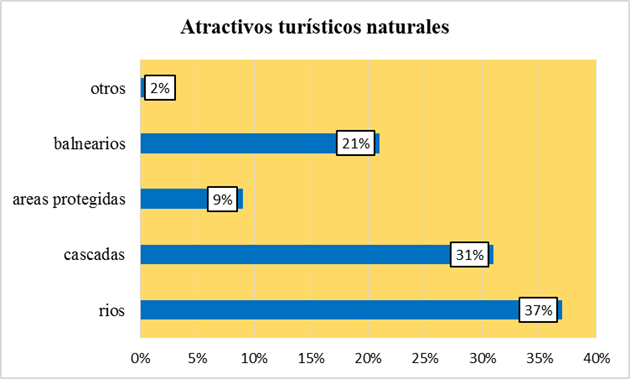 Atractivos turísticos naturales
otros
2%
balnearios
21%
areas protegidas
9%
cascadas
31%
rios
37%
0% 5% 10% 15% 20% 25% 30% 35% 40%